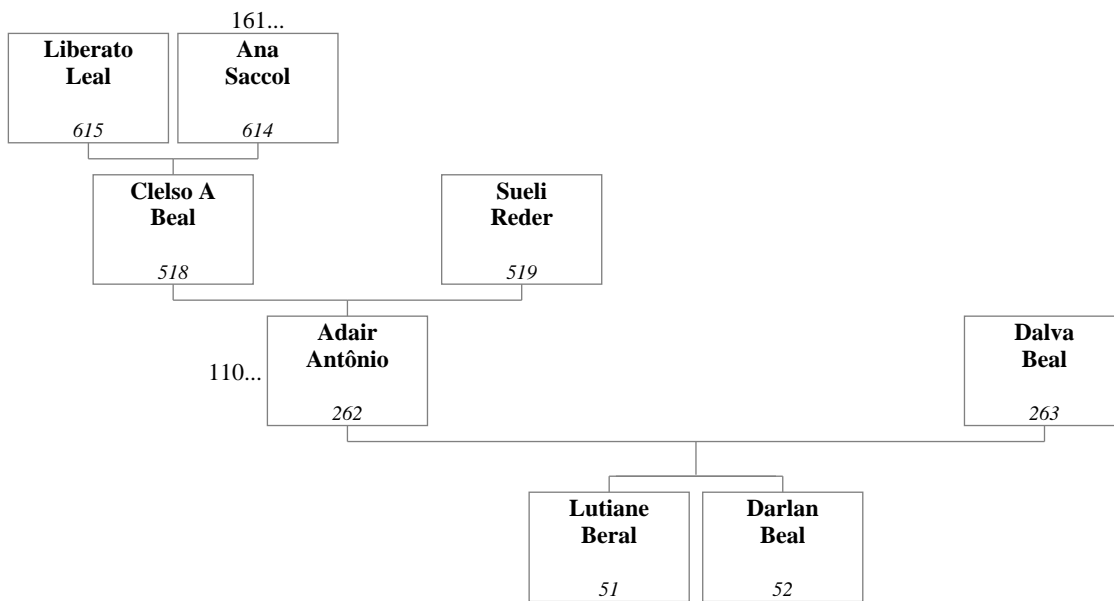 161...
Liberato
Leal
615
Ana
Saccol
614
Clelso A
Beal
518
Sueli
Reder
519
110...
Adair
Antônio
262
Dalva
Beal
263
Lutiane
Beral
51
Darlan
Beal
52